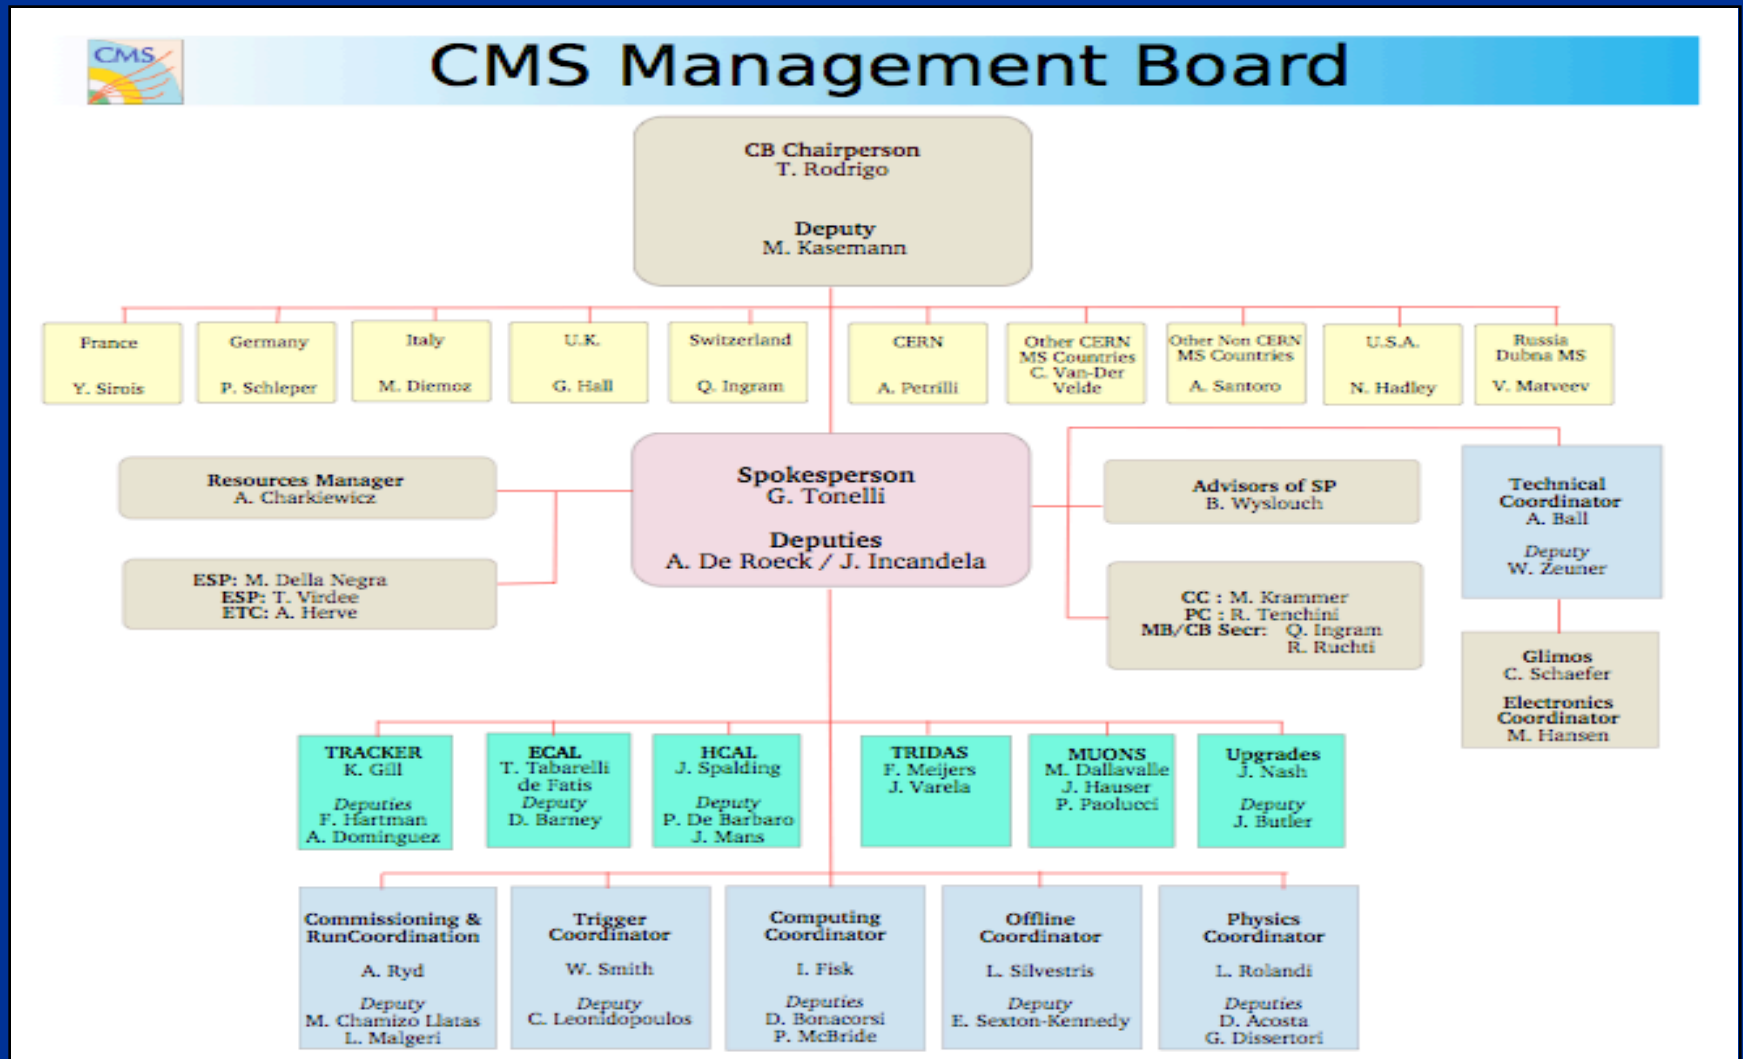 CMS
CMS Management Board
CB Chairperson
T. Rodrigo
Deputy
M. Kasemann
France
Y. Sirois
Germany
P. Schleper
Italy
M. Diemoz
U.K.
G. Hall
Switzerland
Q. Ingram
CERN
A. Petrilli
Other CERN
MS Countries
C. Van-Der
Velde
Other Non CERN
MS Countries
A. Santoro
U.S.A.
N. Hadley
Russia
Dubna MS
V. Matveev
Resources Manager
A. Charkiewicz
ESP: M. Della Negra
ESP: T. Virdee
ETC: A. Herve
Spokesperson
G. Tonelli
Deputies
A. De Roeck / J. Incandela
Advisors of SP
B. Wyslouch
CC : M. Krammer
PC : R. Tenchini
MB/CB Secr: Q. Ingram
R. Ruchti
Technical
Coordinator
A. Ball
Deputy
W. Zeuner
Glimos
C. Schaefer
Electronics
Coordinator
M. Hansen
TRACKER
K. Gill
Deputies
F. Hartman
A. Dominguez
ECAL
T. Tabarelli
de Fatis
Deputy
D. Barney
HCAL
J. Spalding
Deputy
P. De Barbaro
J. Mans
TRIDAS
F. Meijers
J. Varela
MUONS
M. Dallavalle
J. Hauser
P. Paolucci
Upgrades
J. Nash
Deputy
J. Butler
Commissioning &
RunCoordination
A. Ryd
Deputy
M. Chamizo Llatas
L. Malgeri
Trigger
Coordinator
W. Smith
Deputy
C. Leonidopoulos
Computing
Coordinator
I. Fisk
Deputies
D. Bonacorsi
P. McBride
Offline
Coordinator
L. Silvestris
Deputy
E. Sexton-Kennedy
Physics
Coordinator
L. Rolandi
Deputies
D. Acosta
G. Dissertori